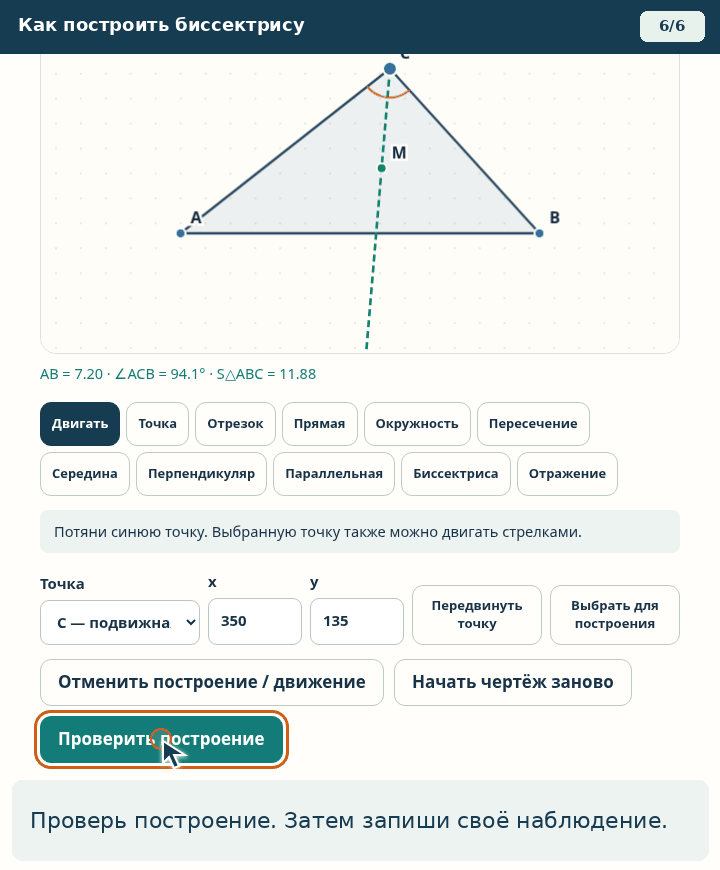 Как построить биссектрису
6/6
C
M
A
B
AB = 7.20 · ∠ACB = 94.1° · S△ABC = 11.88
Двигать Точка Отрезок Прямая Окружность Пересечение
Середина Перпендикуляр Параллельная Биссектриса Отражение
Потяни синюю точку. Выбранную точку также можно двигать стрелками.
Точка x y
C — подвижна 350 135 Передвинуть точку Выбрать для построения
Отменить построение / движение Начать чертёж заново
Проверить построение
Проверь построение. Затем запиши своё наблюдение.